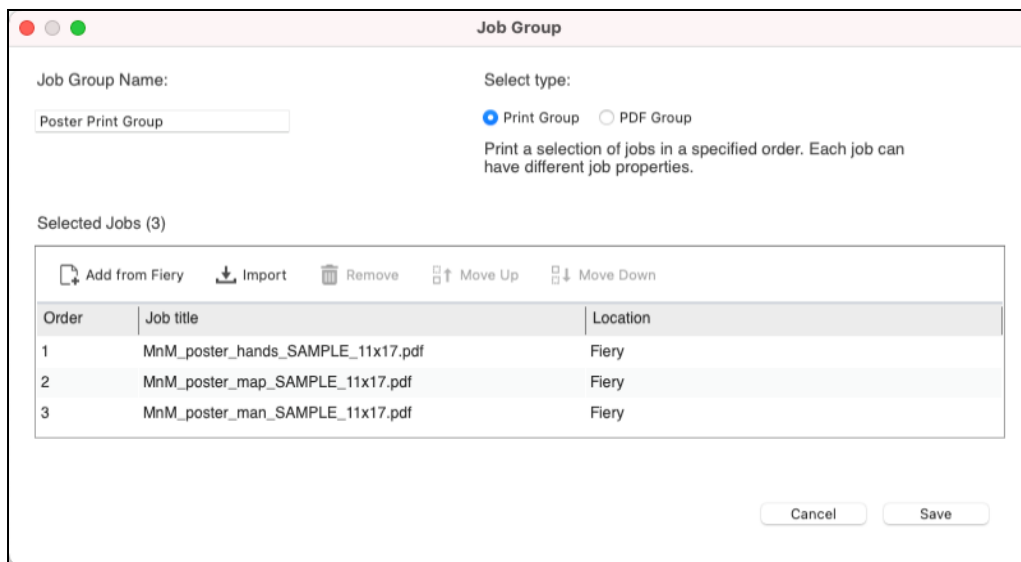 Job Group
Job Group Name:
Poster Print Group
Select type:
Print Group PDF Group
Print a selection of jobs in a specified order. Each job can
have different job properties.
Selected Jobs (3)
Add from Fiery Import Remove Move Up Move Down
Order Job title Location
1 MnM_poster_hands_SAMPLE_11x17.pdf Fiery
2 MnM_poster_map_SAMPLE_11x17.pdf Fiery
3 MnM_poster_man_SAMPLE_11x17.pdf Fiery
Cancel Save